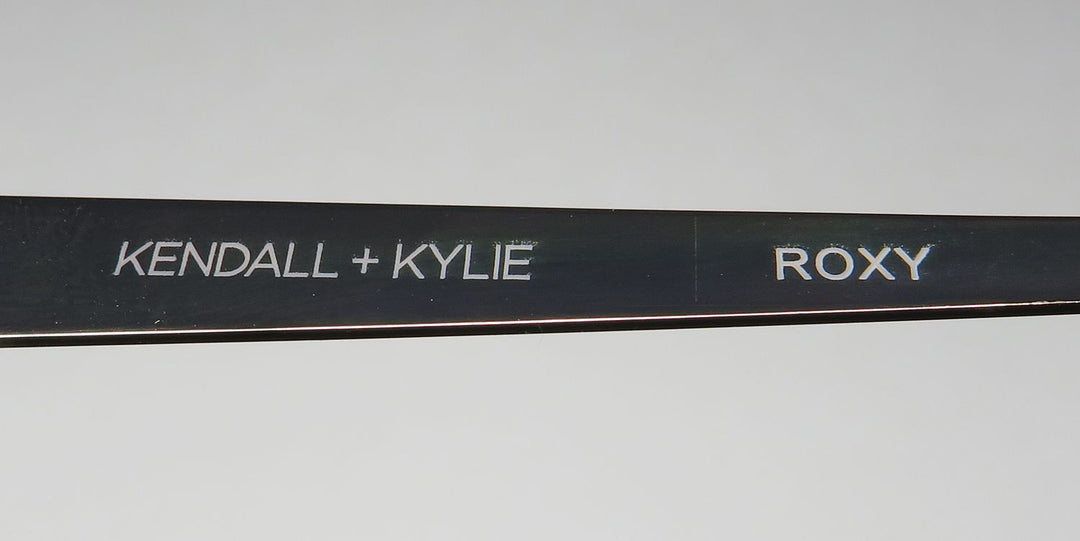 KENDALL + KYLIE ROXY